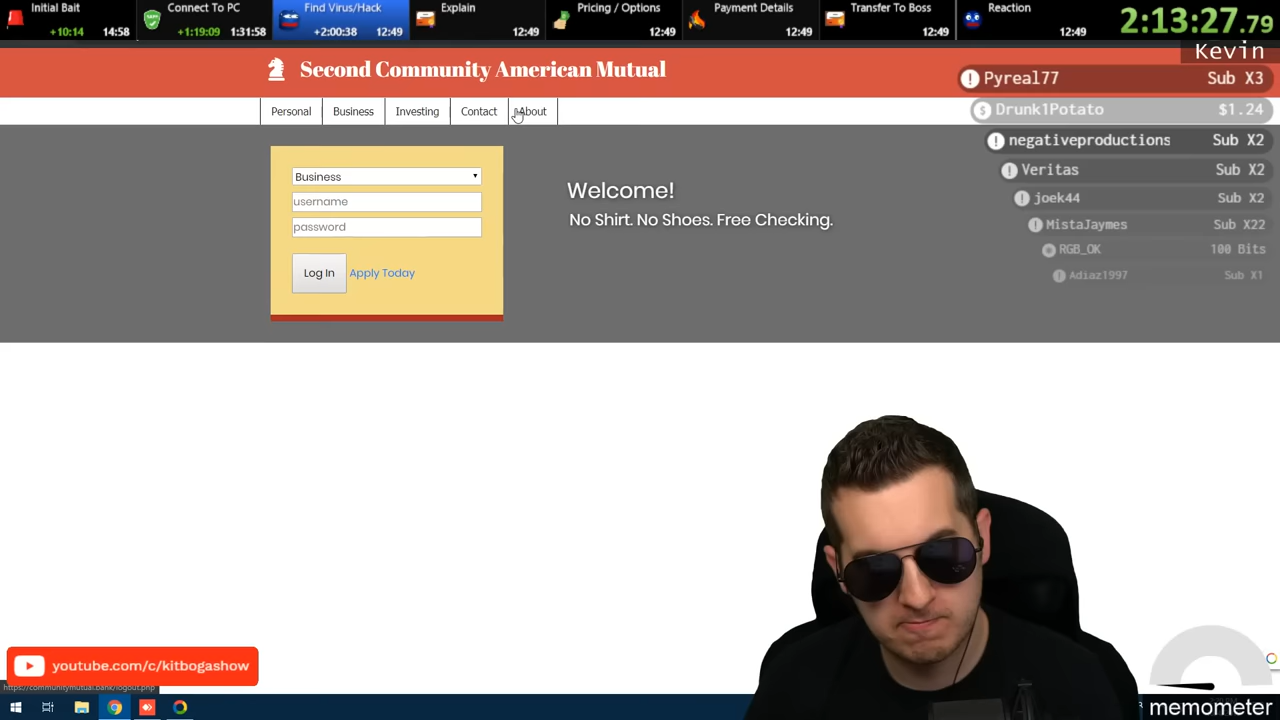 Initial Bait
+10:14 14:58
Connect To PC
+1:19:09 1:31:58
Find Virus/Hack
+2:00:38 12:49
Explain
12:49
Pricing / Options
12:49
Payment Details
12:49
Transfer To Boss
12:49
Reaction
12:49
2:13:27.79
Kevin
Second Community American Mutual
Pyreal77 Sub X3
Personal Business Investing Contact About
Drunk1Potato $1.24
negativeproductions Sub X2
Veritas Sub X2
joek44 Sub X2
MistaJaymes Sub X22
RGB_OK 100 Bits
Adiaz1997 Sub X1
Business
username
password
Log In Apply Today
Welcome!
No Shirt. No Shoes. Free Checking.
youtube.com/c/kitbogashow
https://communitymutual.bank/logout.php
memometer